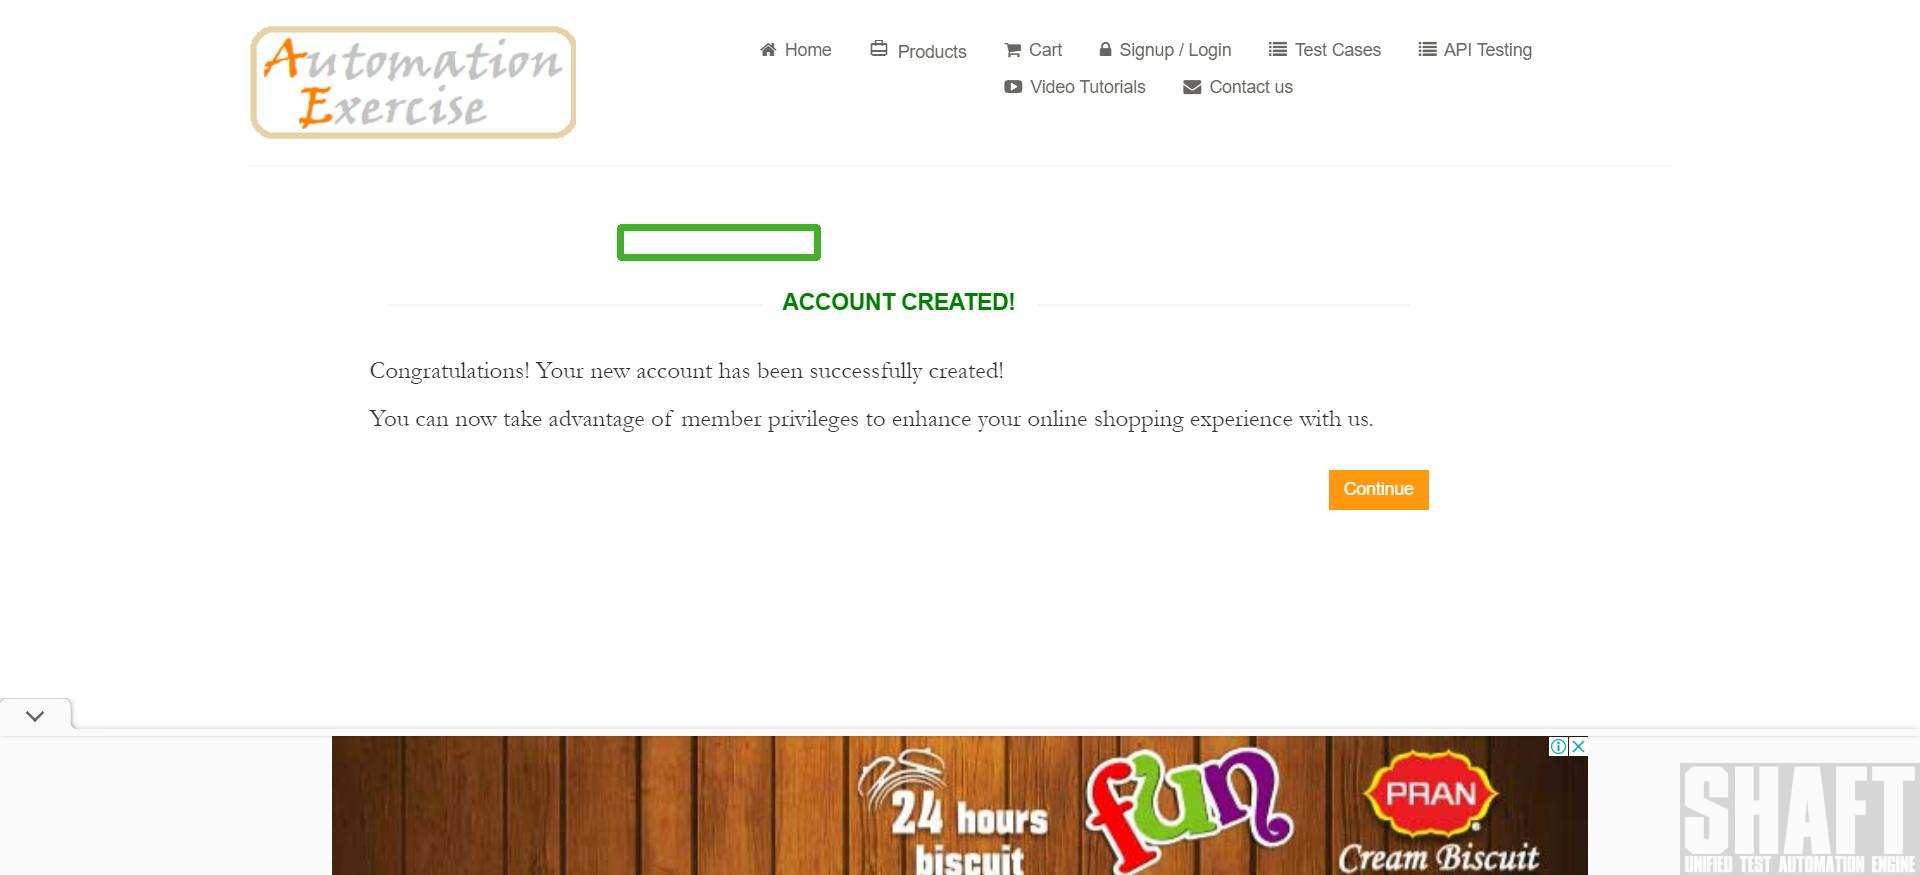 Automation
Exercise
Home
Products
Cart
Signup / Login
Test Cases
API Testing
Video Tutorials
Contact us
ACCOUNT CREATED!
Congratulations! Your new account has been successfully created!
You can now take advantage of member privileges to enhance your online shopping experience with us.
Continue
24 hours
biscuit
fun
PRAN
Cream Biscuit
SHAFT
UNIFIED TEST AUTOMATION ENGINE